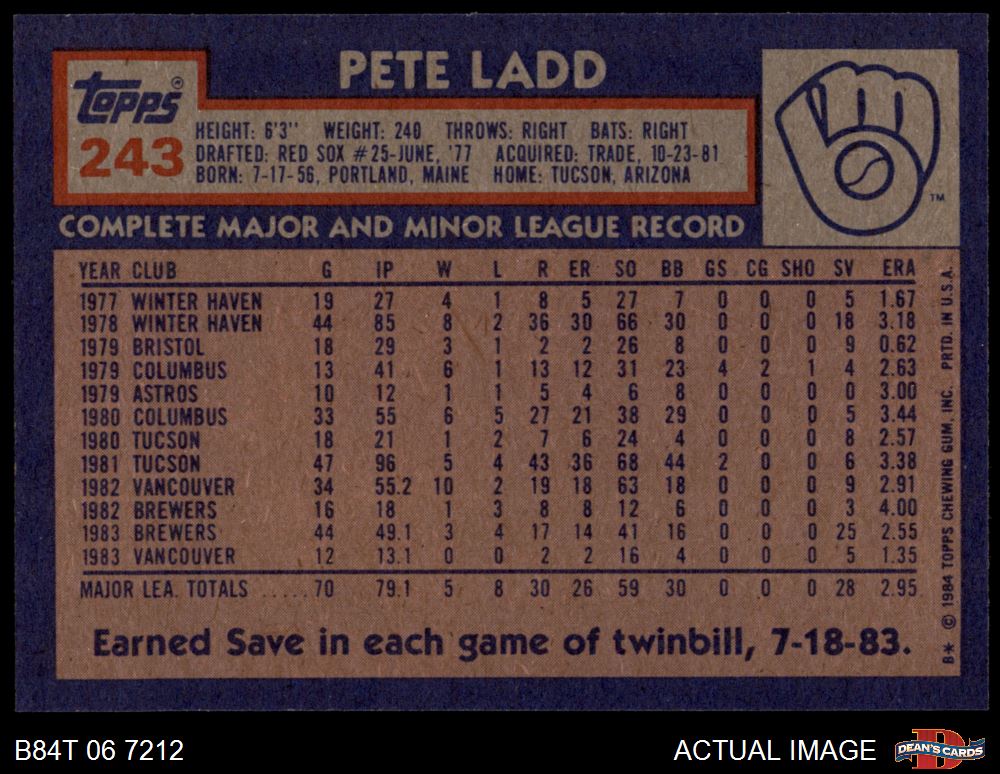 PETE LADD
topps®
243
HEIGHT: 6'3" WEIGHT: 240 THROWS: RIGHT BATS: RIGHT
DRAFTED: RED SOX #25-JUNE, '77 ACQUIRED: TRADE, 10-23-81
BORN: 7-17-56, PORTLAND, MAINE HOME: TUCSON, ARIZONA
TM
COMPLETE MAJOR AND MINOR LEAGUE RECORD
YEAR CLUB G IP W L R ER SO BB GS CG SHO SV ERA
1977 WINTER HAVEN 19 27 4 1 8 5 27 7 0 0 0 5 1.67
1978 WINTER HAVEN 44 85 8 2 36 30 66 30 0 0 0 18 3.18
1979 BRISTOL 18 29 3 1 2 2 26 8 0 0 0 9 0.62
1979 COLUMBUS 13 41 6 1 13 12 31 23 4 2 1 4 2.63
1979 ASTROS 10 12 1 1 5 4 6 8 0 0 0 0 3.00
1980 COLUMBUS 33 55 6 5 27 21 38 29 0 0 0 5 3.44
1980 TUCSON 18 21 1 2 7 6 24 4 0 0 0 8 2.57
1981 TUCSON 47 96 5 4 43 36 68 44 2 0 0 6 3.38
1982 VANCOUVER 34 55.2 10 2 19 18 63 18 0 0 0 9 2.91
1982 BREWERS 16 18 1 3 8 8 12 6 0 0 0 3 4.00
1983 BREWERS 44 49.1 3 4 17 14 41 16 0 0 0 25 2.55
1983 VANCOUVER 12 13.1 0 0 2 2 16 4 0 0 0 5 1.35
MAJOR LEA. TOTALS .....70 79.1 5 8 30 26 59 30 0 0 0 28 2.95
Earned Save in each game of twinbill, 7-18-83.
B* © 1984 TOPPS CHEWING GUM, INC. PRTD. IN U.S.A.
B84T 06 7212
ACTUAL IMAGE
D
DEAN'S CARDS